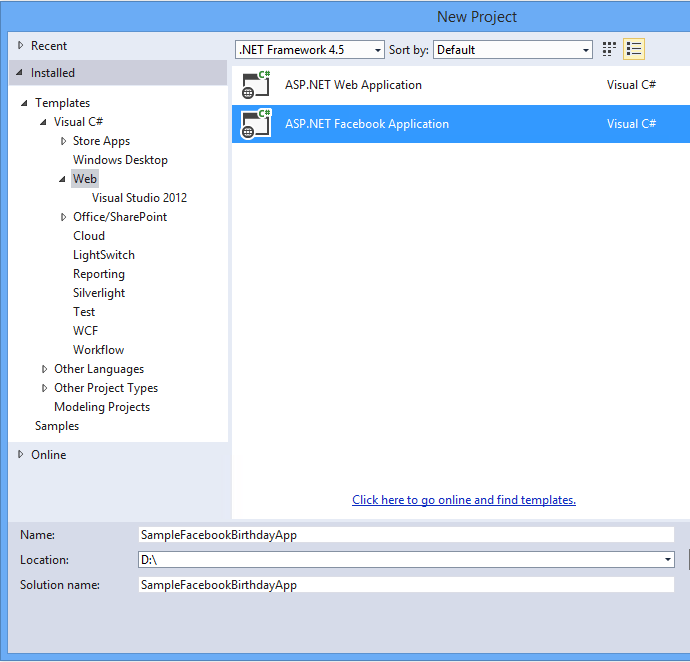 New Project
Recent
.NET Framework 4.5 Sort by: Default
Installed
C# ASP.NET Web Application Visual C#
Templates
C# ASP.NET Facebook Application Visual C#
Visual C#
Store Apps
Windows Desktop
Web
Visual Studio 2012
Office/SharePoint
Cloud
LightSwitch
Reporting
Silverlight
Test
WCF
Workflow
Other Languages
Other Project Types
Modeling Projects
Samples
Online
Click here to go online and find templates.
Name: SampleFacebookBirthdayApp
Location: D:\
Solution name: SampleFacebookBirthdayApp